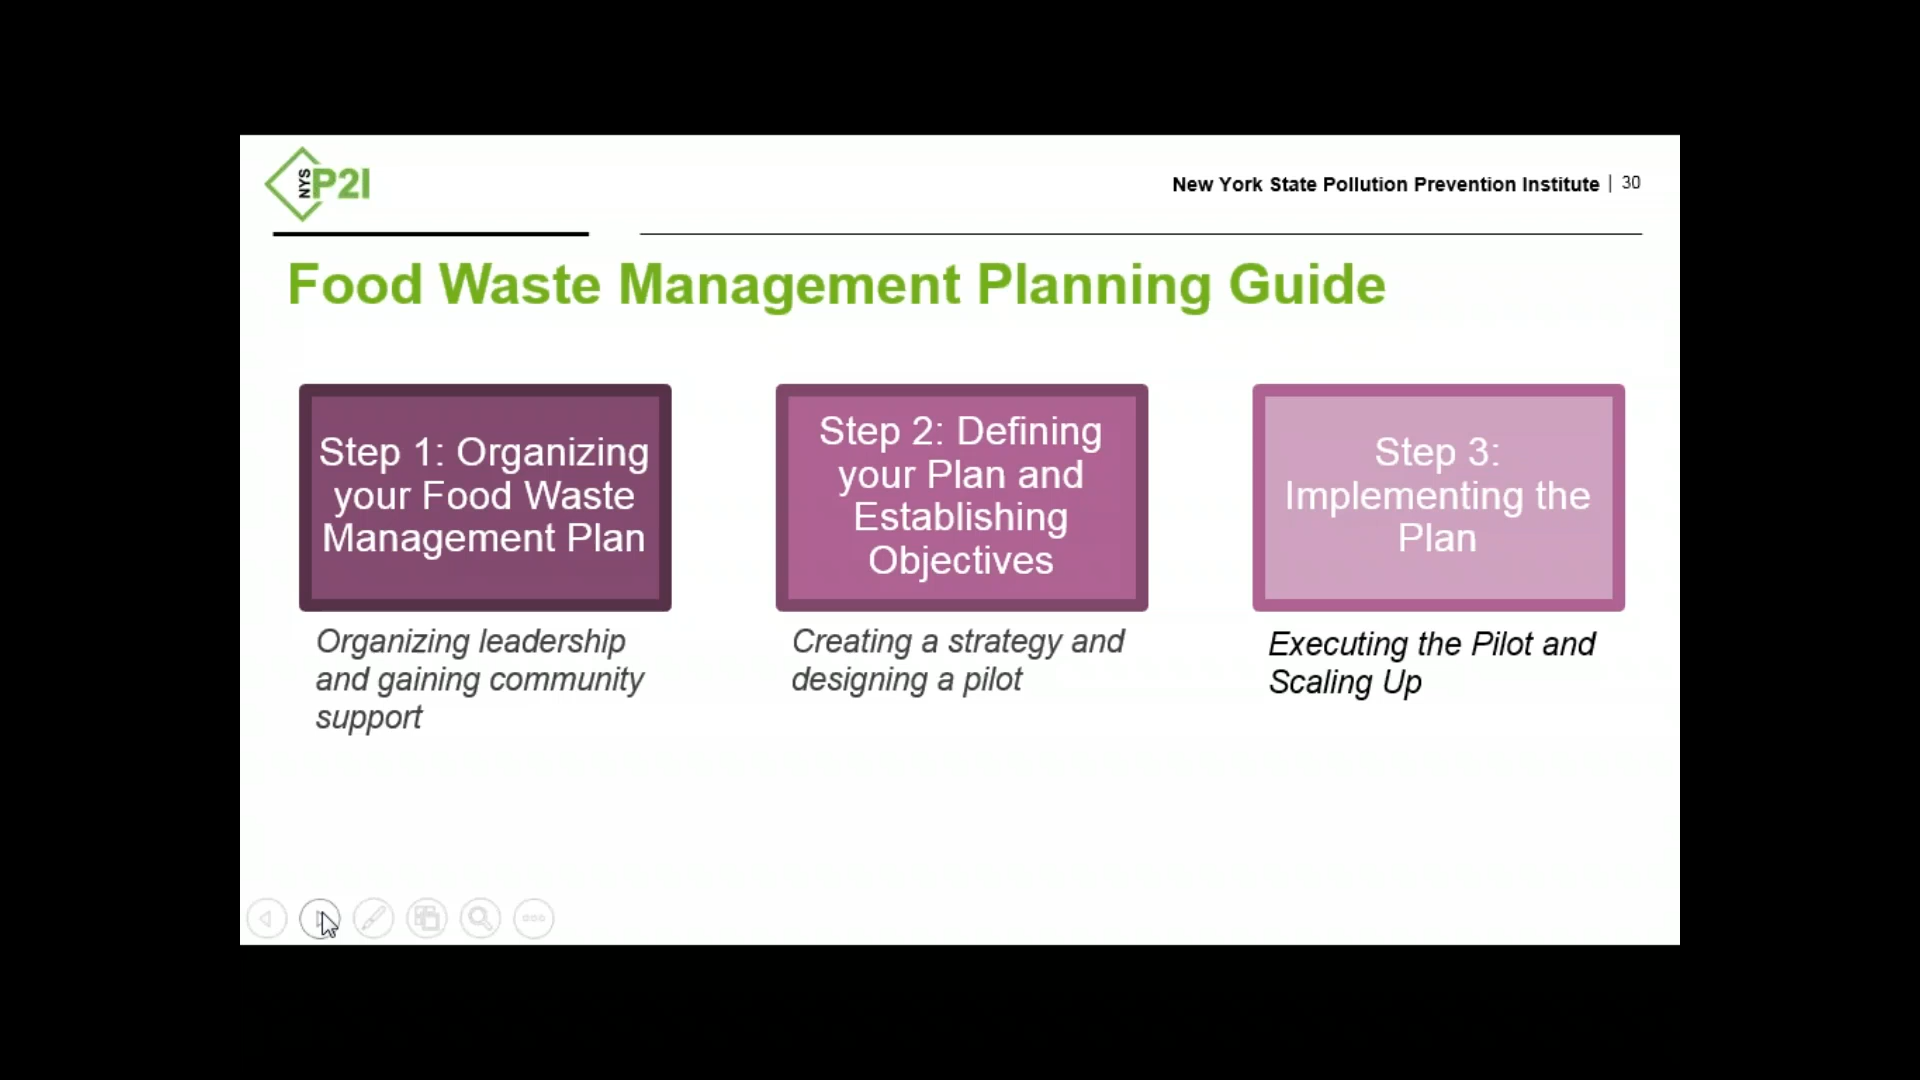 NYS
P2I
New York State Pollution Prevention Institute | 30
Food Waste Management Planning Guide
Step 1: Organizing
your Food Waste
Management Plan
Organizing leadership
and gaining community
support
Step 2: Defining
your Plan and
Establishing
Objectives
Creating a strategy and
designing a pilot
Step 3:
Implementing the
Plan
Executing the Pilot and
Scaling Up